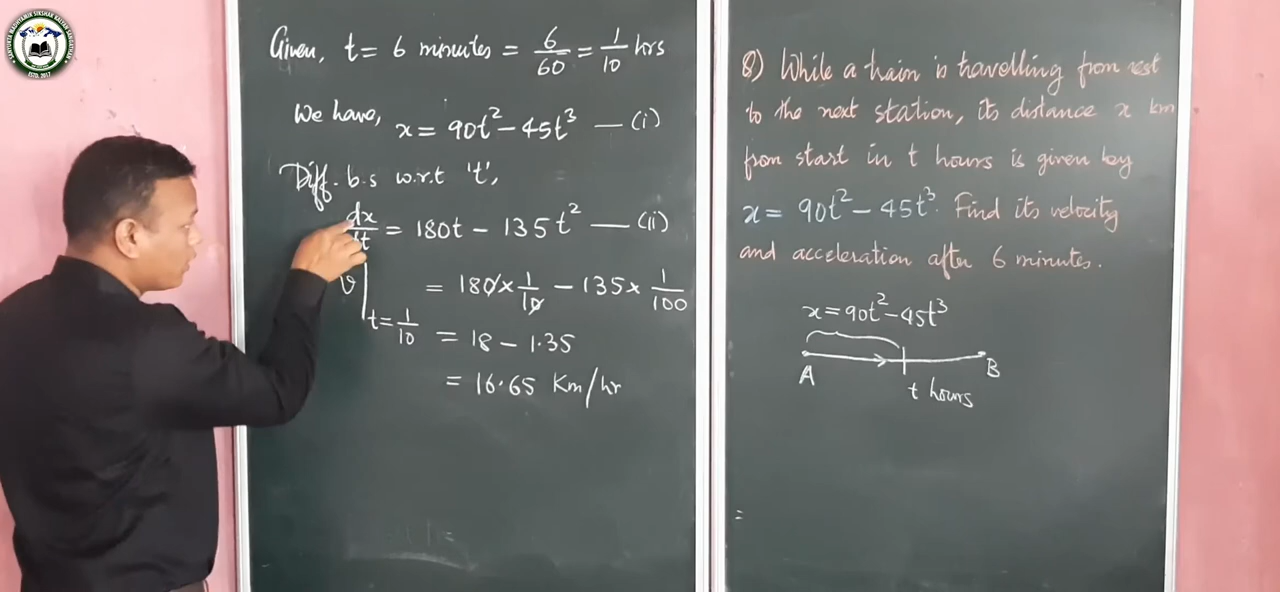 Given, t = 6 minutes = 6/60 = 1/10 hrs
We have, x = 90t² - 45t³ — (i)
Diff. b.s w.r.t 't',
dx/dt = 180t - 135t² — (ii)
v|t=1/10 = 180 × 1/10 - 135 × 1/100
= 18 - 1.35
= 16.65 Km/hr
Q) While a train is travelling from rest
to the next station, its distance x km
from start in t hours is given by
x = 90t² - 45t³. Find its velocity
and acceleration after 6 minutes.
x = 90t² - 45t³
A B
t hours
=
ESTD. 2017